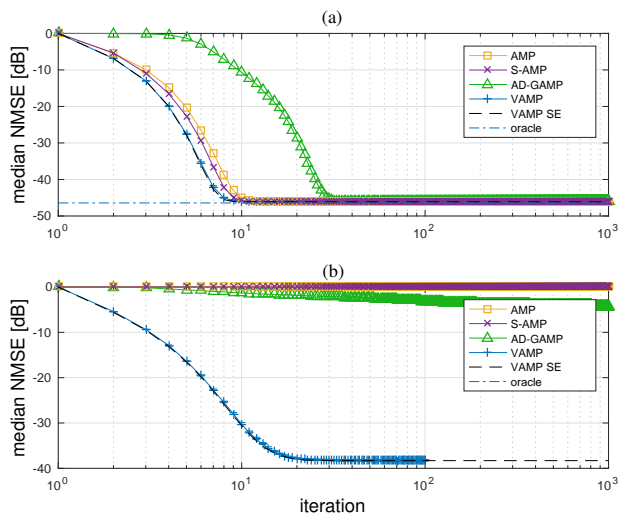 (a)
median NMSE [dB]
0
-10
-20
-30
-40
-50
AMP
S-AMP
AD-GAMP
VAMP
VAMP SE
oracle
10^0
10^1
10^2
10^3
(b)
median NMSE [dB]
0
-10
-20
-30
-40
AMP
S-AMP
AD-GAMP
VAMP
VAMP SE
oracle
10^0
10^1
10^2
10^3
iteration